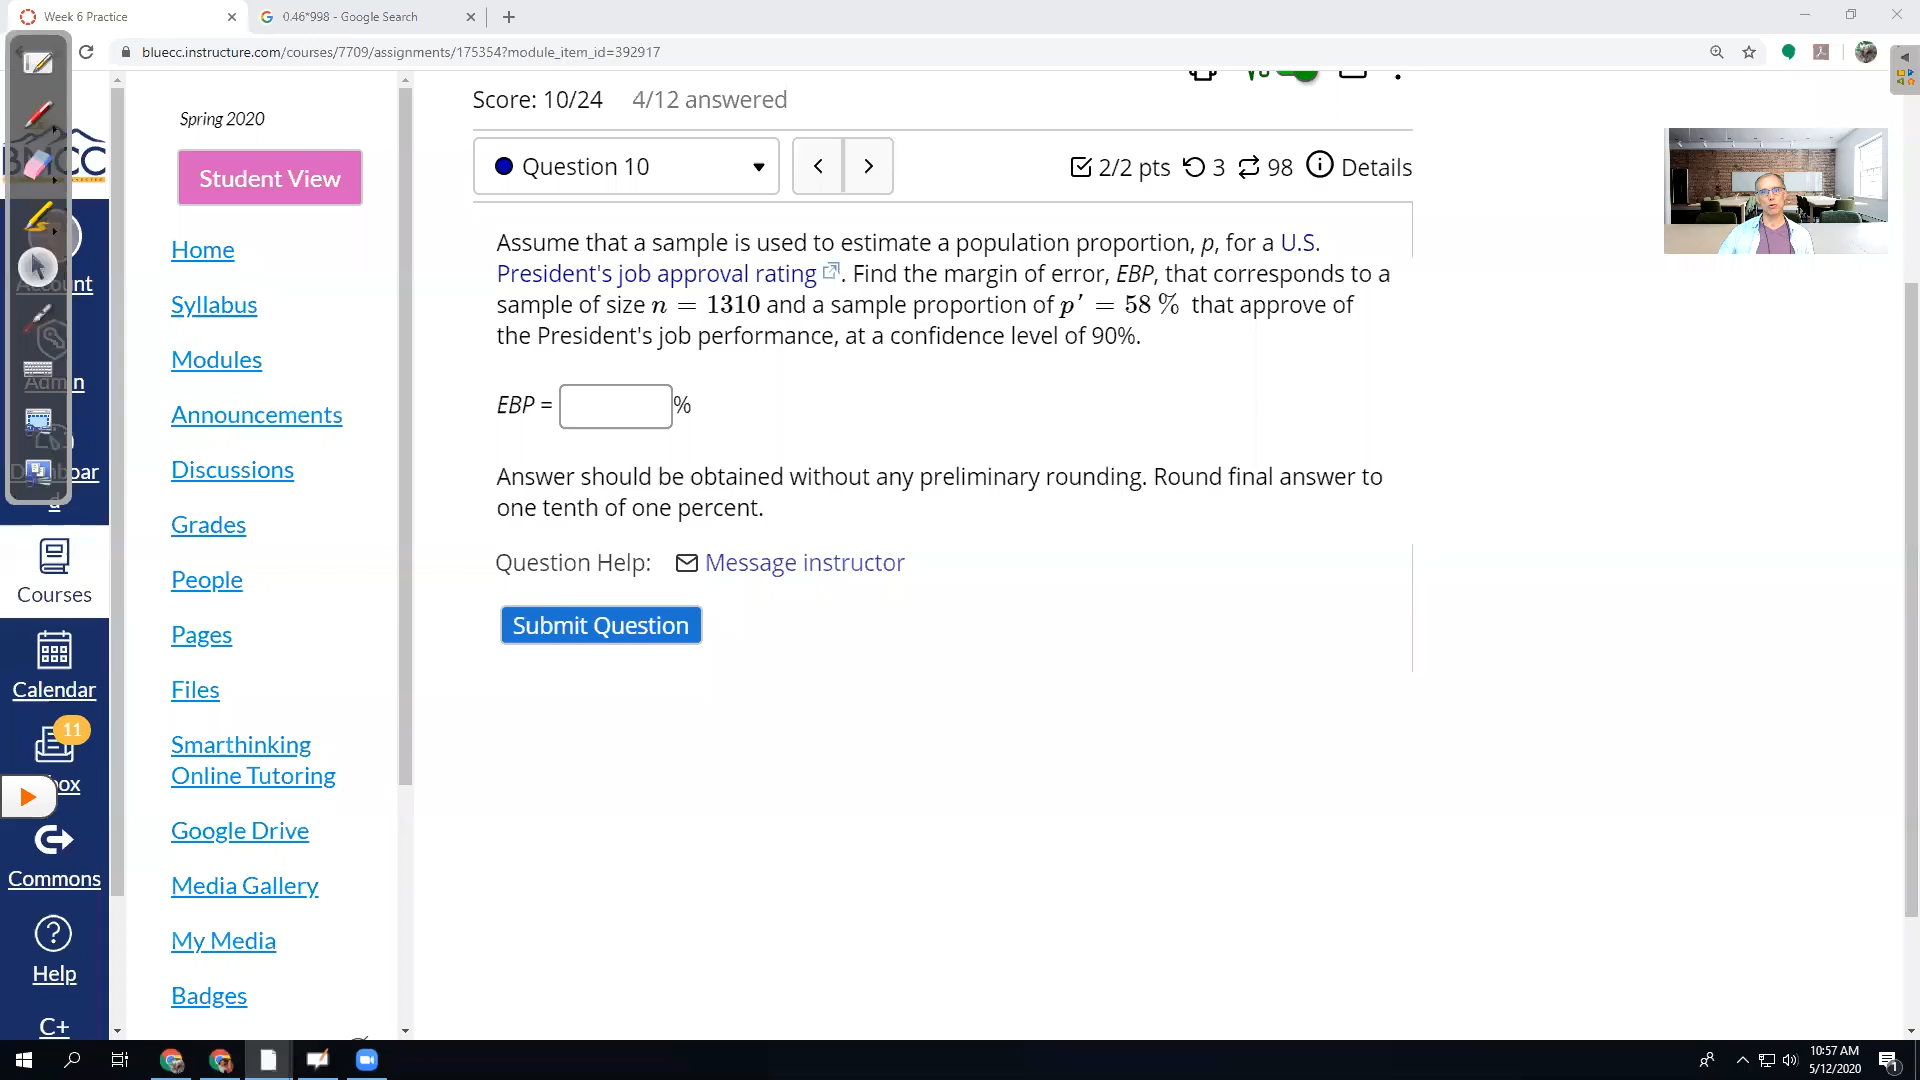 Week 6 Practice
0.46*998 - Google Search
bluecc.instructure.com/courses/7709/assignments/175354?module_item_id=392917
Score: 10/24 4/12 answered
Spring 2020
Student View
Question 10
2/2 pts 3 98 Details
Assume that a sample is used to estimate a population proportion, p, for a U.S.
President's job approval rating. Find the margin of error, EBP, that corresponds to a
sample of size n = 1310 and a sample proportion of p' = 58 % that approve of
the President's job performance, at a confidence level of 90%.
EBP = %
Answer should be obtained without any preliminary rounding. Round final answer to
one tenth of one percent.
Question Help: Message instructor
Submit Question
Home
Syllabus
Modules
Announcements
Discussions
Grades
People
Pages
Files
Smarthinking
Online Tutoring
Google Drive
Media Gallery
My Media
Badges
Admin
Courses
Calendar
11
Commons
Help
C+
10:57 AM
5/12/2020
1